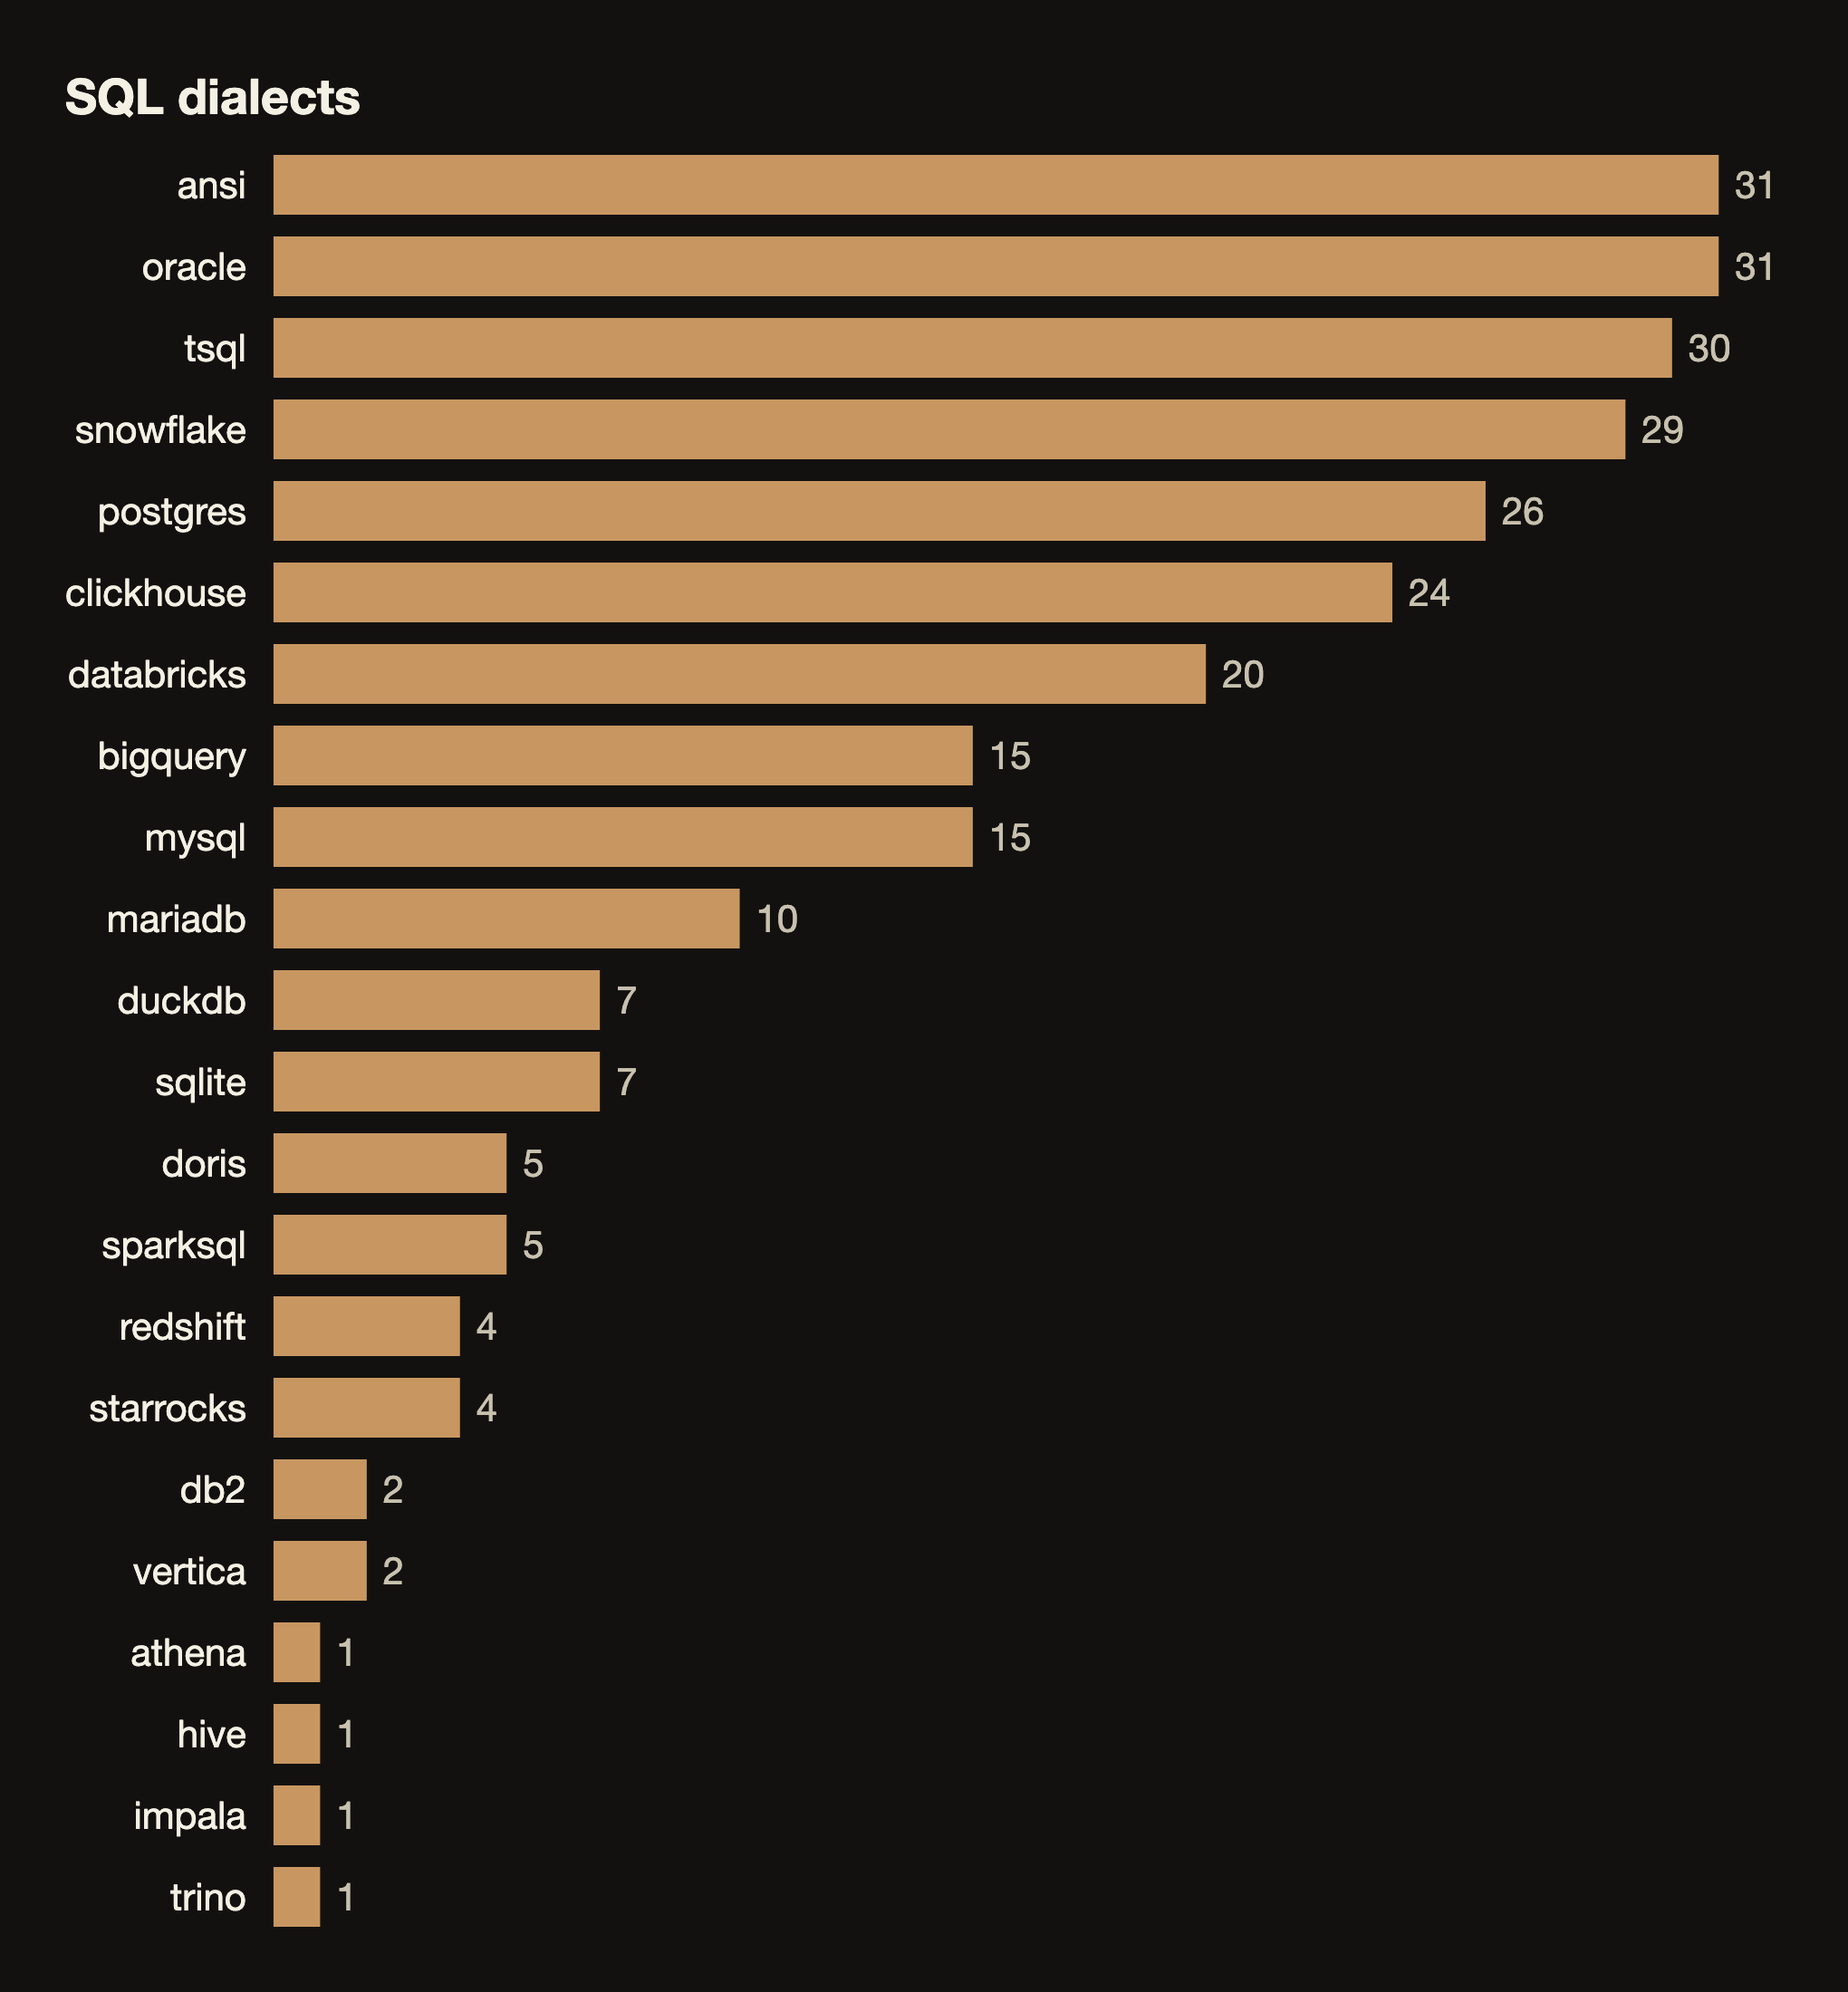 SQL dialects
ansi 31
oracle 31
tsql 30
snowflake 29
postgres 26
clickhouse 24
databricks 20
bigquery 15
mysql 15
mariadb 10
duckdb 7
sqlite 7
doris 5
sparksql 5
redshift 4
starrocks 4
db2 2
vertica 2
athena 1
hive 1
impala 1
trino 1